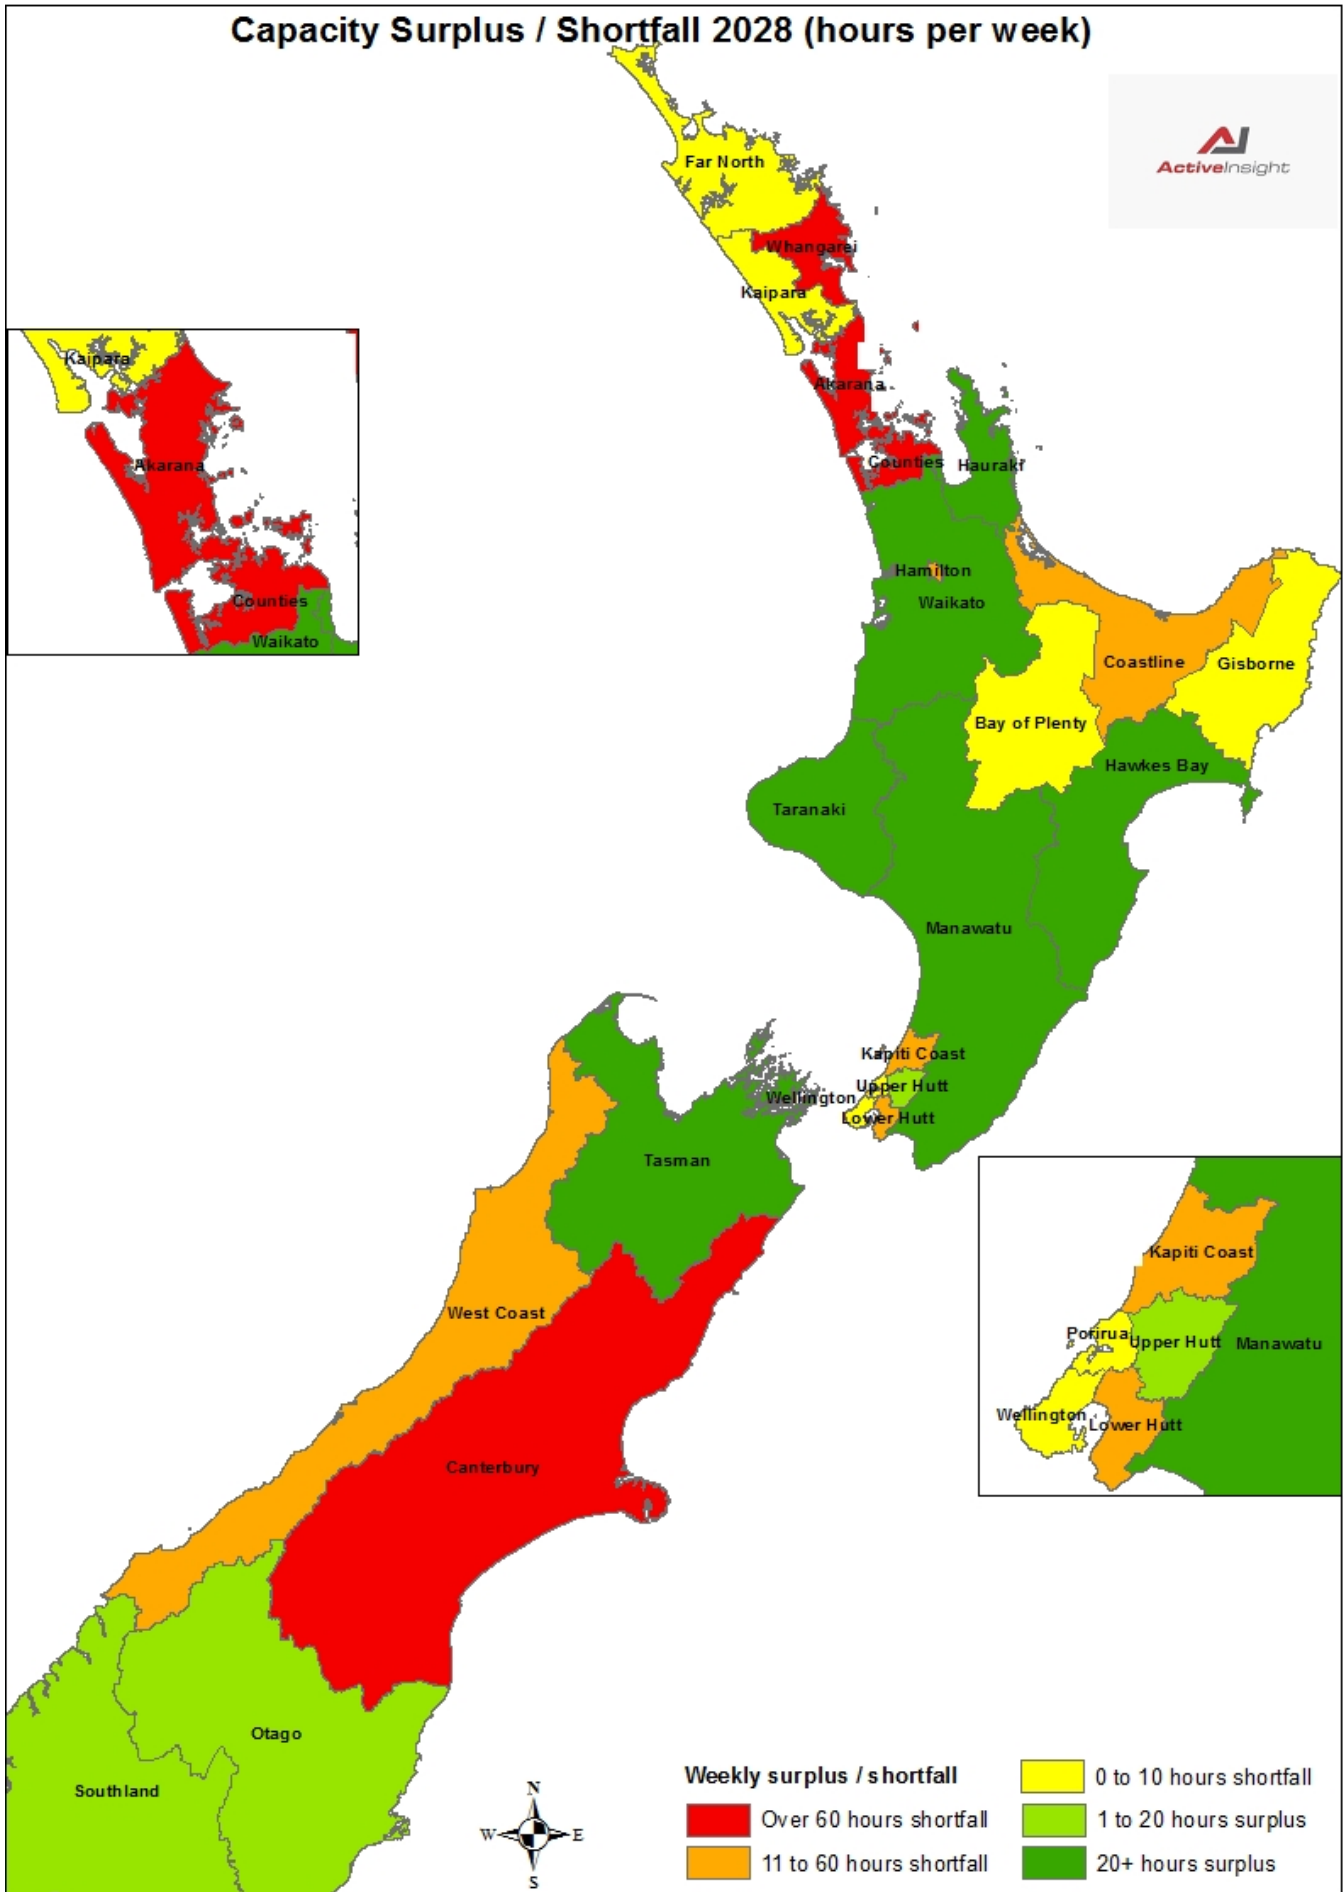 Capacity Surplus / Shortfall 2028 (hours per week)
ActiveInsight
Far North
Whangarei
Kaipara
Akarana
Counties
Hauraki
Hamilton
Waikato
Coastline
Gisborne
Bay of Plenty
Hawkes Bay
Taranaki
Manawatu
Kapiti Coast
Upper Hutt
Wellington
Lower Hutt
Tasman
West Coast
Canterbury
Otago
Southland
Kaipara
Akarana
Counties
Waikato
Kapiti Coast
Porirua
Upper Hutt
Manawatu
Wellington
Lower Hutt
N
W
E
S
Weekly surplus / shortfall
Over 60 hours shortfall
11 to 60 hours shortfall
0 to 10 hours shortfall
1 to 20 hours surplus
20+ hours surplus